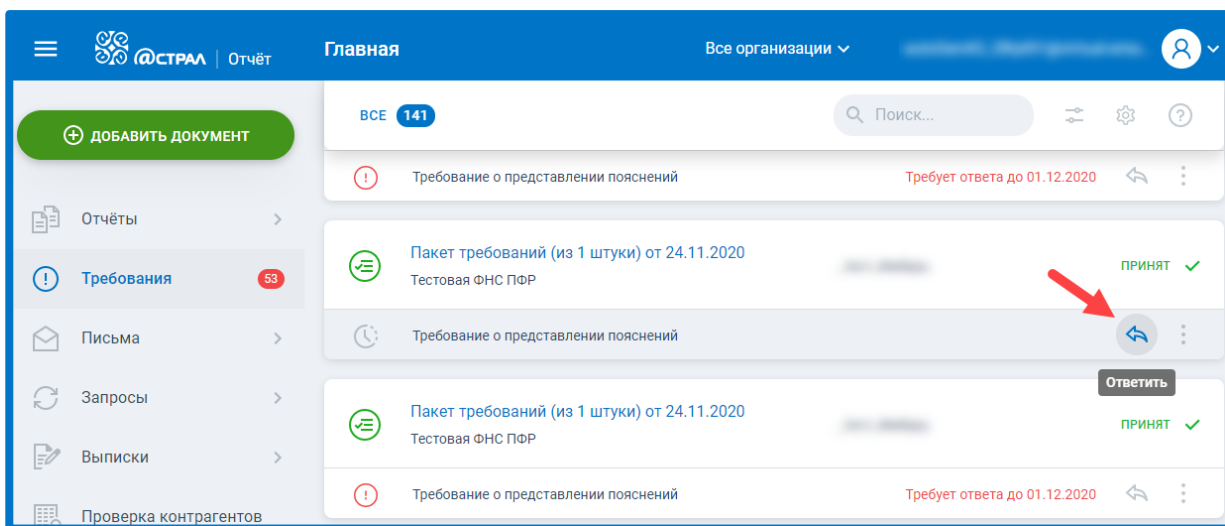 @СТРАЛ | Отчёт
Главная
Все организации
ДОБАВИТЬ ДОКУМЕНТ
ВСЕ 141
Поиск...
Требование о представлении пояснений
Требует ответа до 01.12.2020
Отчёты
Пакет требований (из 1 штуки) от 24.11.2020
Тестовая ФНС ПФР
ПРИНЯТ
Требования 53
Письма
Требование о представлении пояснений
Ответить
Запросы
Пакет требований (из 1 штуки) от 24.11.2020
Тестовая ФНС ПФР
ПРИНЯТ
Выписки
Требование о представлении пояснений
Требует ответа до 01.12.2020
Проверка контрагентов